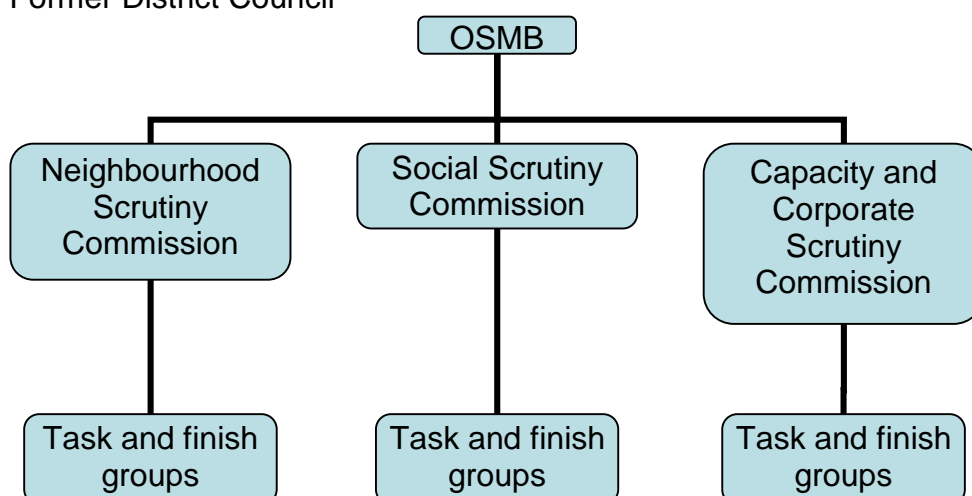 Former District Council
OSMB
Neighbourhood
Scrutiny
Commission
Social Scrutiny
Commission
Capacity and
Corporate
Scrutiny
Commission
Task and finish
groups
Task and finish
groups
Task and finish
groups